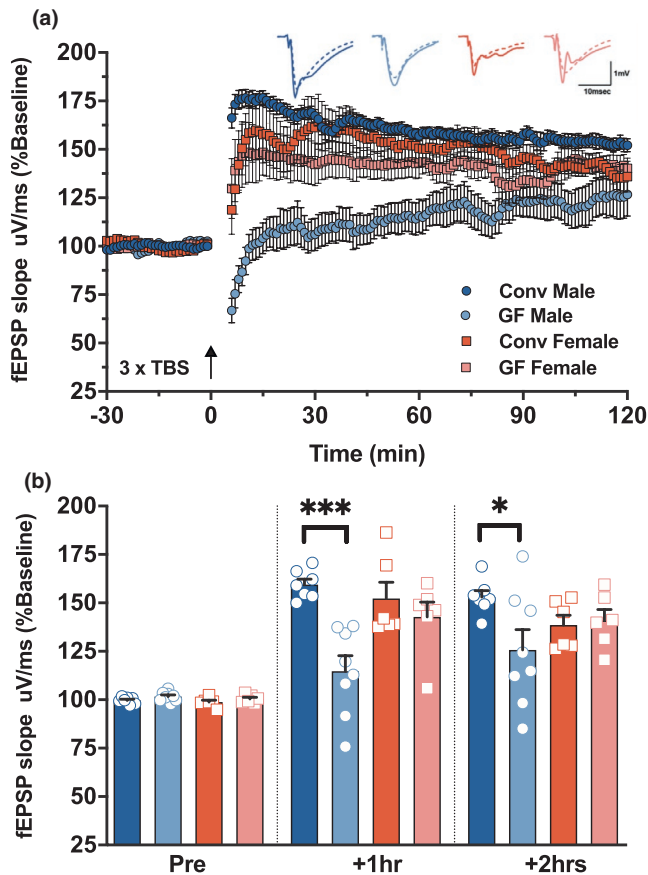 (a)
200
175
150
125
100
75
50
25
fEPSP slope uV/ms (%Baseline)
1mV
10msec
3 x TBS
Conv Male
GF Male
Conv Female
GF Female
-30
0
30
60
90
120
Time (min)
(b)
200
175
150
125
100
75
50
25
fEPSP slope uV/ms (%Baseline)
***
*
Pre
+1hr
+2hrs